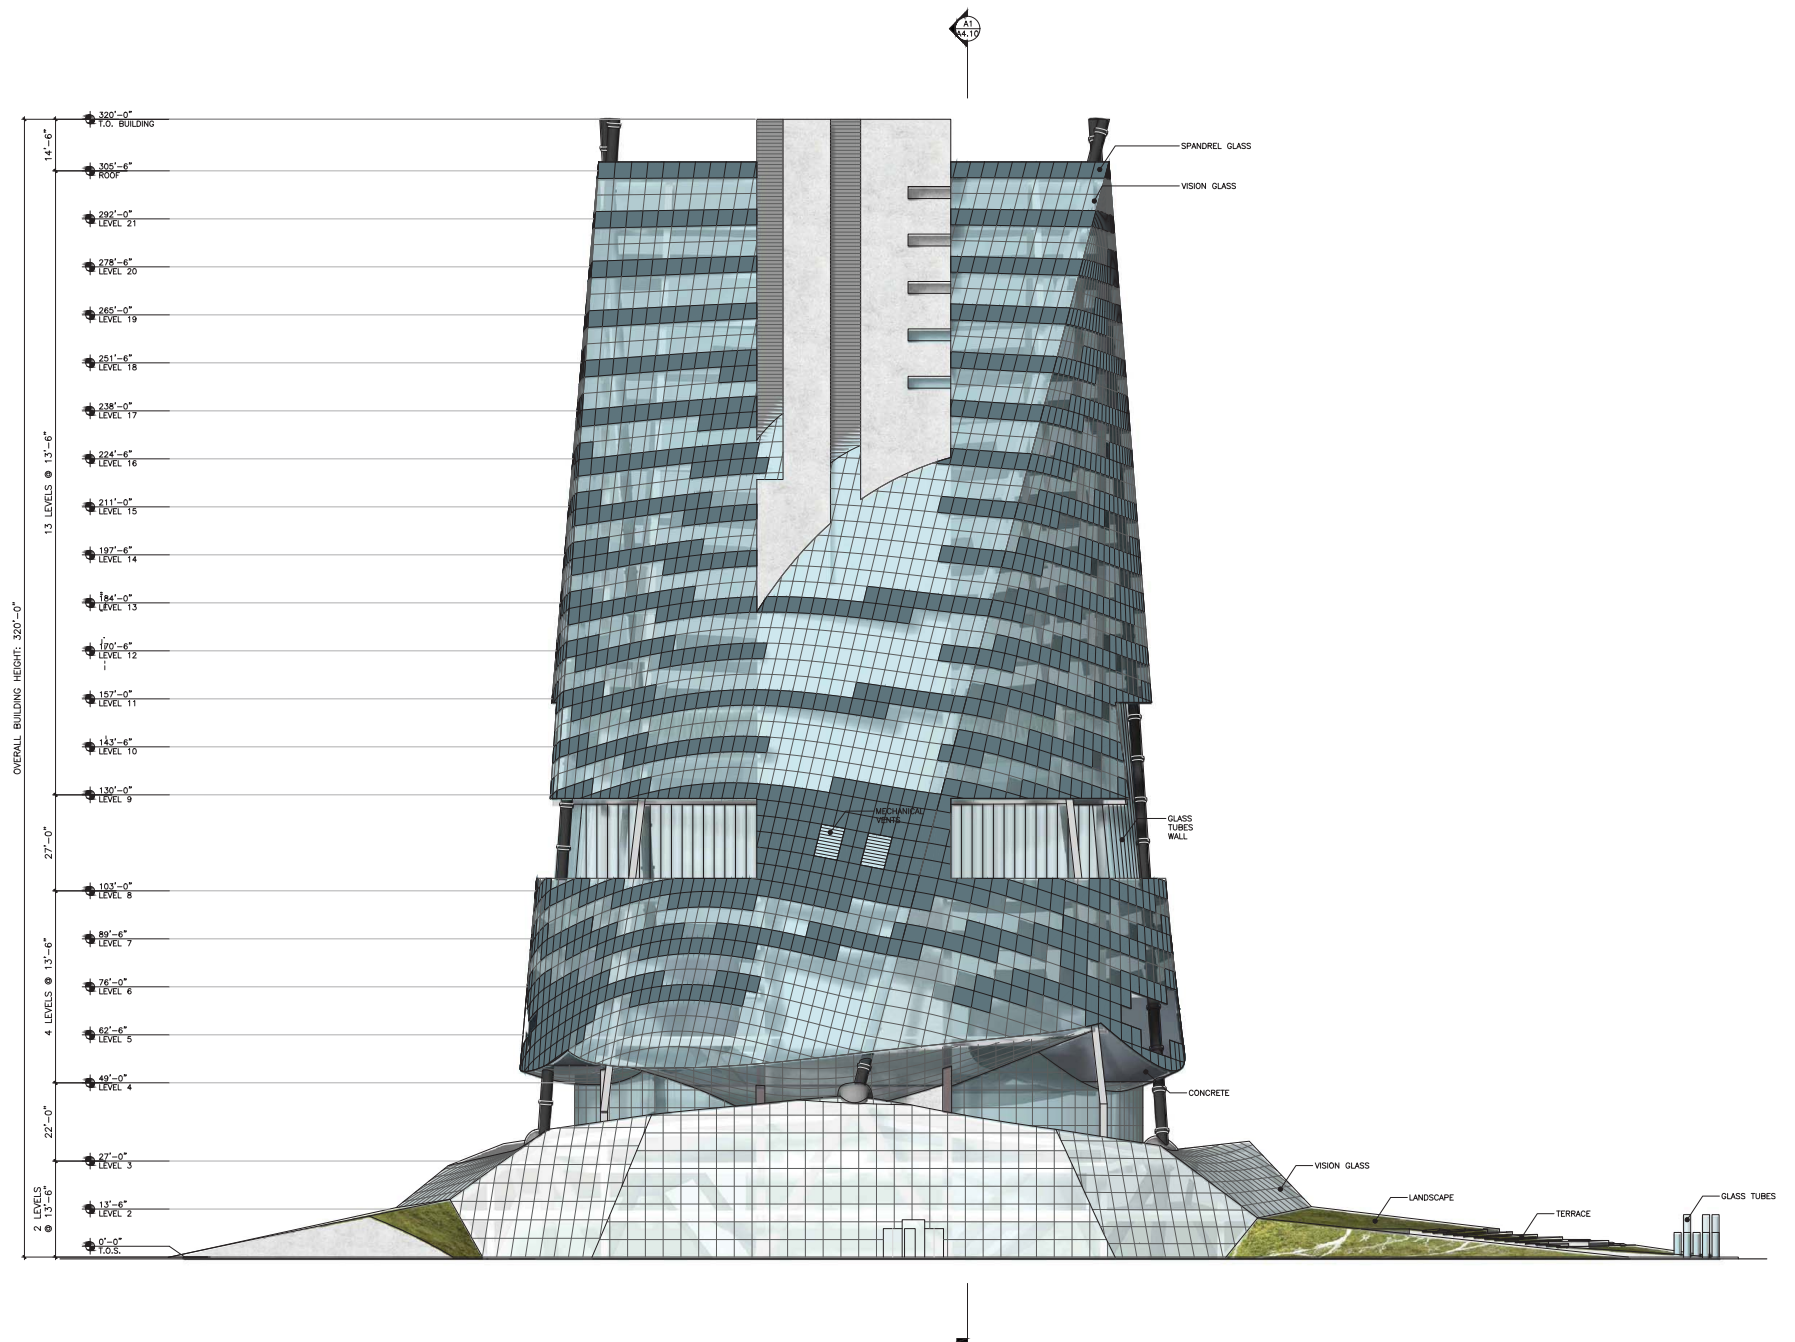 A1
A4.10
320'-0"
T.O. BUILDING
14'-6"
305'-6"
ROOF
SPANDREL GLASS
VISION GLASS
292'-0"
LEVEL 21
278'-6"
LEVEL 20
265'-0"
LEVEL 19
251'-6"
LEVEL 18
238'-0"
LEVEL 17
13 LEVELS @ 13'-6"
224'-6"
LEVEL 16
211'-0"
LEVEL 15
197'-6"
LEVEL 14
184'-0"
LEVEL 13
OVERALL BUILDING HEIGHT: 320'-0"
170'-6"
LEVEL 12
157'-0"
LEVEL 11
143'-6"
LEVEL 10
130'-0"
LEVEL 9
MECHANICAL
VENTS
GLASS
TUBES
WALL
27'-0"
103'-0"
LEVEL 8
89'-6"
LEVEL 7
4 LEVELS @ 13'-6"
76'-0"
LEVEL 6
62'-6"
LEVEL 5
49'-0"
LEVEL 4
CONCRETE
22'-0"
27'-0"
LEVEL 3
VISION GLASS
LANDSCAPE
GLASS TUBES
2 LEVELS
@ 13'-6"
13'-6"
LEVEL 2
TERRACE
0'-0"
T.O.S.